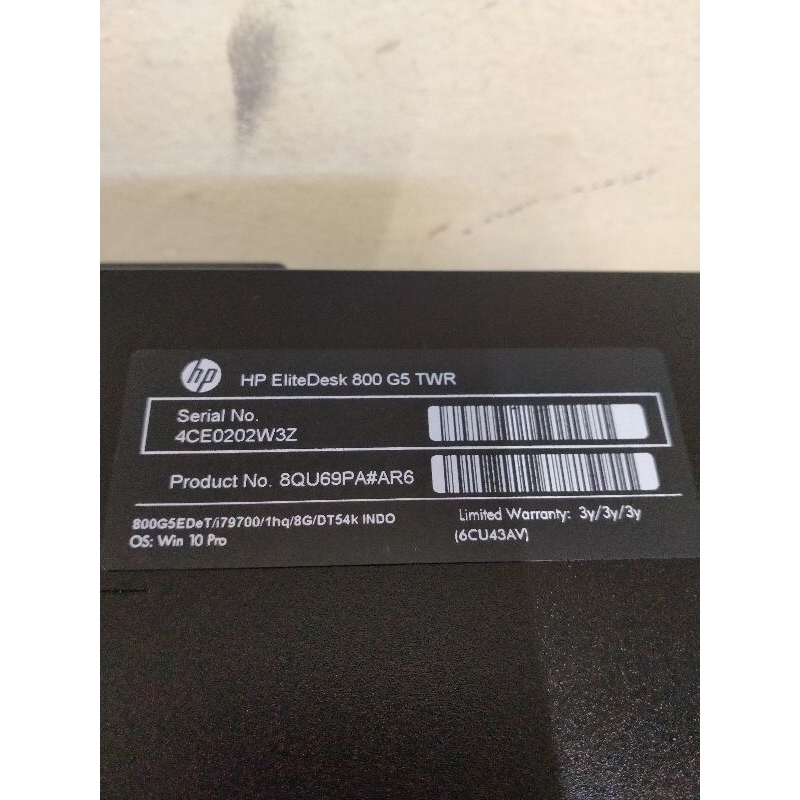 hp HP EliteDesk 800 G5 TWR
Serial No.
4CE0202W3Z
Product No. 8QU69PA#AR6
800G5EDeT/i79700/1hq/8G/DT54k INDO
Limited Warranty: 3y/3y/3y
OS: Win 10 Pro
(6CU43AV)